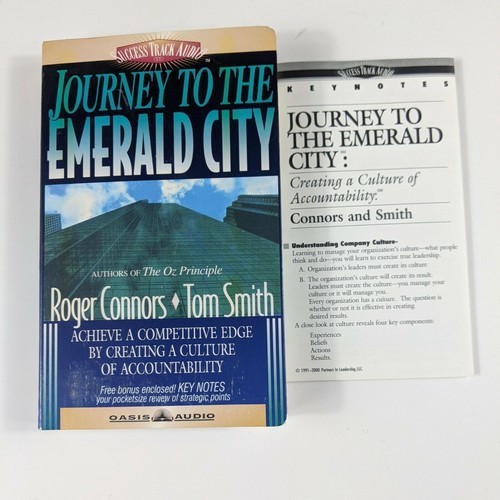 SUCCESS TRACK AUDIO
™
JOURNEY TO THE
EMERALD CITY
AUTHORS OF The Oz Principle
Roger Connors ♦ Tom Smith
ACHIEVE A COMPETITIVE EDGE
BY CREATING A CULTURE
OF ACCOUNTABILITY
Free bonus enclosed! KEY NOTES
your pocketsize review of strategic points
OASIS AUDIO
SUCCESS TRACK AUDIO
KEYNOTES
JOURNEY TO
THE EMERALD
CITY℠:
Creating a Culture of
Accountability.℠
Connors and Smith
Understanding Company Culture–
Learning to manage your organization's culture—what people
think and do—you will learn to exercise true leadership.
A. Organization's leaders must create its culture
B. The organization's culture will create its result.
Leaders must create the culture—you manage your
culture or it will manage you.
Every organization has a culture. The question is
whether or not it is effective in creating
desired results.
A close look at culture reveals four key components:
Experiences
Beliefs
Actions
Results.
© 1991-2000 Partners in Leadership, LLC